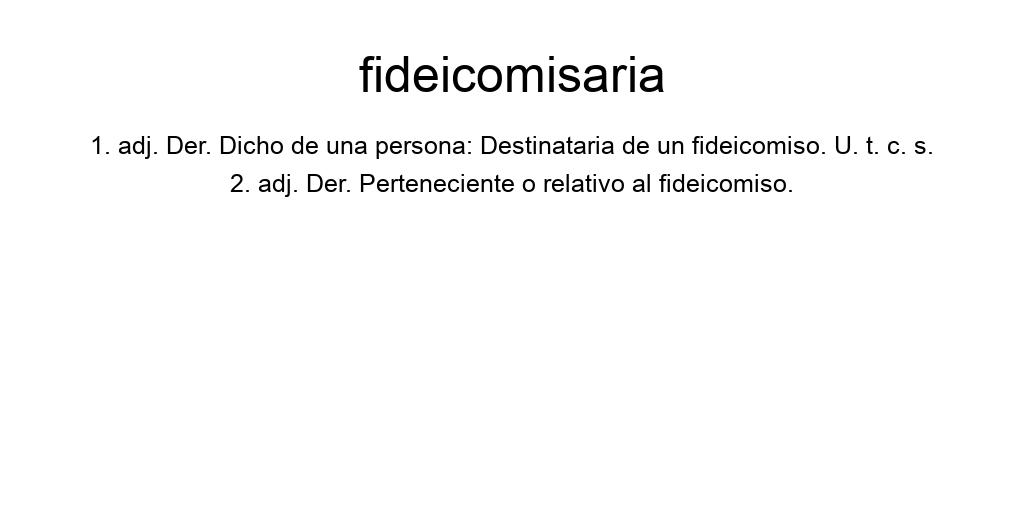 fideicomisaria
1. adj. Der. Dicho de una persona: Destinataria de un fideicomiso. U. t. c. s.
2. adj. Der. Perteneciente o relativo al fideicomiso.